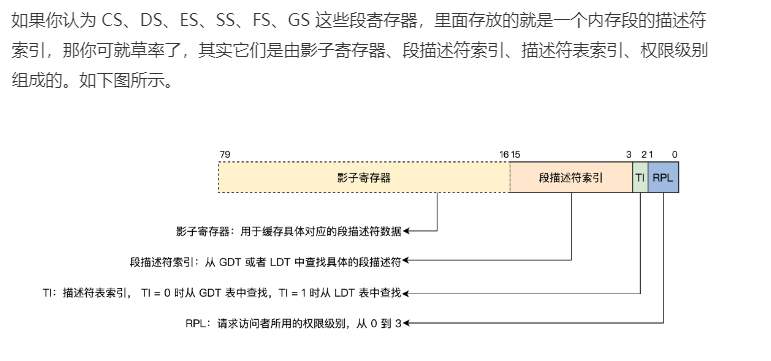 如果你认为 CS、DS、ES、SS、FS、GS 这些段寄存器，里面存放的就是一个内存段的描述符
索引，那你可就草率了，其实它们是由影子寄存器、段描述符索引、描述符表索引、权限级别
组成的。如下图所示。
79 16 15 3 2 1 0
影子寄存器 段描述符索引 TI RPL
影子寄存器：用于缓存具体对应的段描述符数据
段描述符索引：从 GDT 或者 LDT 中查找具体的段描述符
TI：描述符表索引， TI = 0 时从 GDT 表中查找，TI = 1 时从 LDT 表中查找
RPL：请求访问者所用的权限级别，从 0 到 3